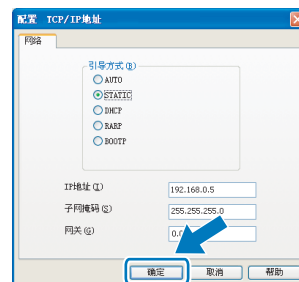 配置 TCP/IP地址
网络
引导方式(B)
AUTO
STATIC
DHCP
RARP
BOOTP
IP地址(I) 192.168.0.5
子网掩码(S) 255.255.255.0
网关(G)
确定 取消 帮助